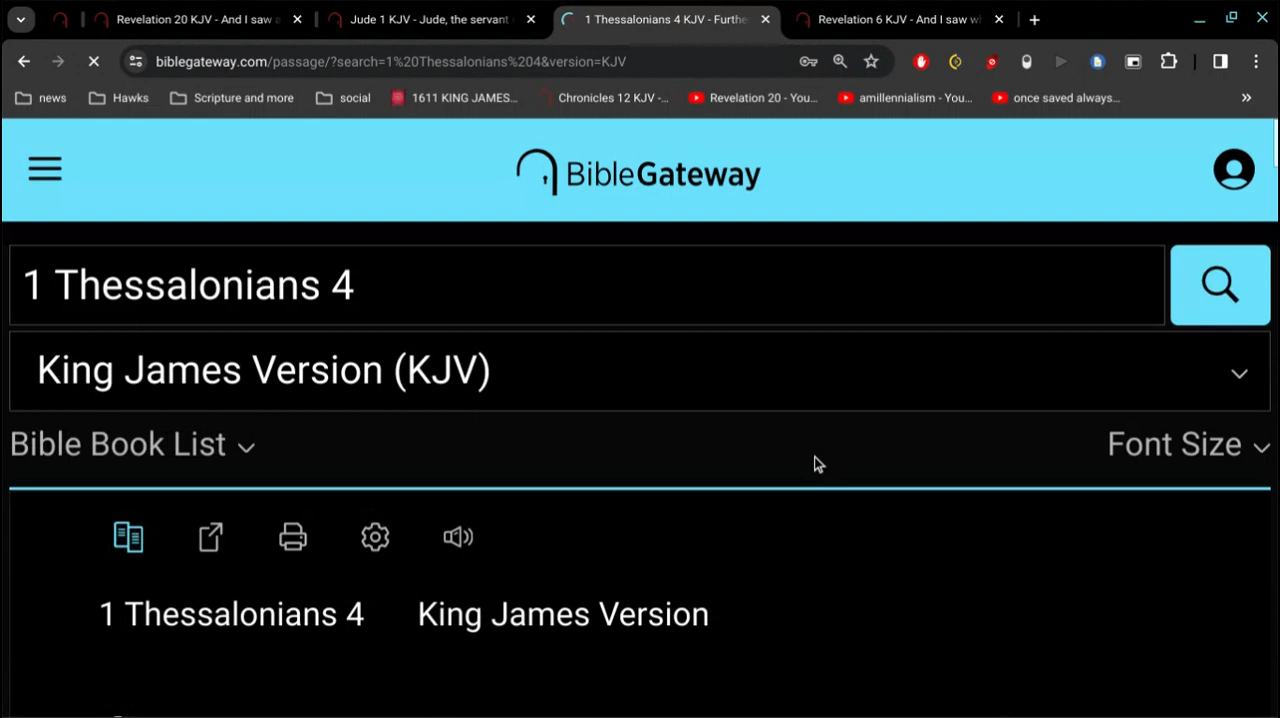 Revelation 20 KJV - And I saw a
Jude 1 KJV - Jude, the servant
1 Thessalonians 4 KJV - Furthe
Revelation 6 KJV - And I saw w
biblegateway.com/passage/?search=1%20Thessalonians%204&version=KJV
news
Hawks
Scripture and more
social
1611 KING JAMES...
Chronicles 12 KJV -...
Revelation 20 - You...
amillennialism - You...
once saved always...
BibleGateway
1 Thessalonians 4
King James Version (KJV)
Bible Book List
Font Size
1 Thessalonians 4 King James Version